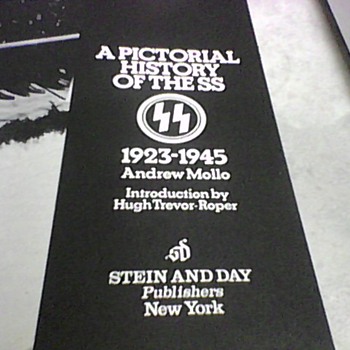 A PICTORIAL
HISTORY
OF THE SS
1923-1945
Andrew Mollo
Introduction by
Hugh Trevor-Roper
STEIN AND DAY
Publishers
New York